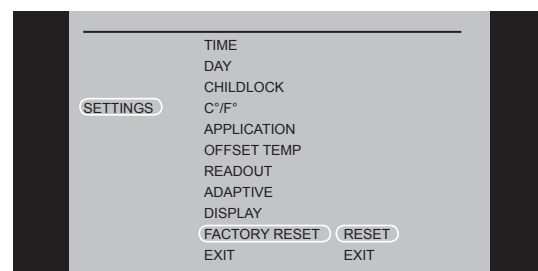 TIME
DAY
CHILDLOCK
SETTINGS C°/F°
APPLICATION
OFFSET TEMP
READOUT
ADAPTIVE
DISPLAY
FACTORY RESET RESET
EXIT EXIT